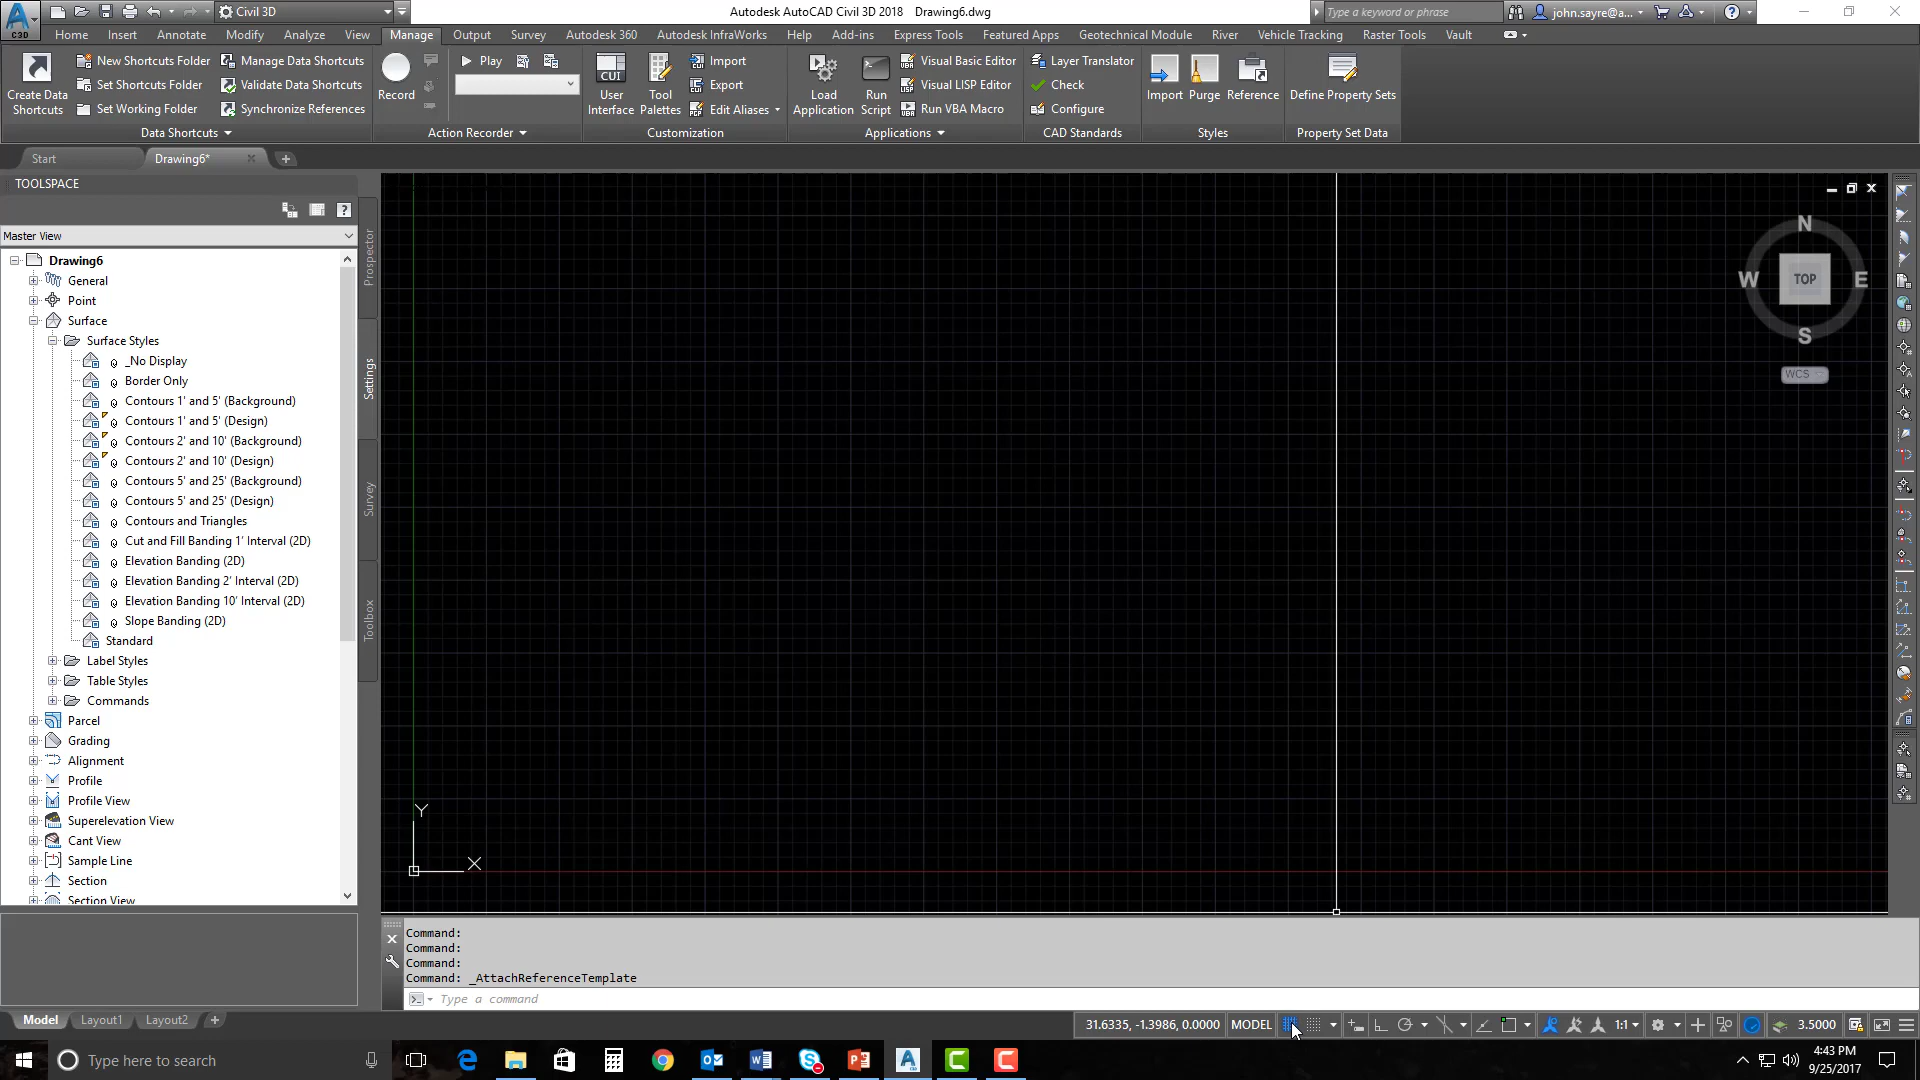 Civil 3D
Autodesk AutoCAD Civil 3D 2018 Drawing6.dwg
Type a keyword or phrase
john.sayre@a...
C3D
Home Insert Annotate Modify Analyze View Manage Output Survey Autodesk 360 Autodesk InfraWorks Help Add-ins Express Tools Featured Apps Geotechnical Module River Vehicle Tracking Raster Tools Vault
Create Data Shortcuts
New Shortcuts Folder
Set Shortcuts Folder
Set Working Folder
Manage Data Shortcuts
Validate Data Shortcuts
Synchronize References
Data Shortcuts
Record
Play
Action Recorder
CUI
User Interface
Tool Palettes
Import
Export
Edit Aliases
Customization
Load Application
Run Script
Visual Basic Editor
Visual LISP Editor
Run VBA Macro
Applications
Layer Translator
Check
Configure
CAD Standards
Import
Purge
Reference
Styles
Define Property Sets
Property Set Data
Start
Drawing6*
TOOLSPACE
Master View
Drawing6
General
Point
Surface
Surface Styles
_No Display
Border Only
Contours 1' and 5' (Background)
Contours 1' and 5' (Design)
Contours 2' and 10' (Background)
Contours 2' and 10' (Design)
Contours 5' and 25' (Background)
Contours 5' and 25' (Design)
Contours and Triangles
Cut and Fill Banding 1' Interval (2D)
Elevation Banding (2D)
Elevation Banding 2' Interval (2D)
Elevation Banding 10' Interval (2D)
Slope Banding (2D)
Standard
Label Styles
Table Styles
Commands
Parcel
Grading
Alignment
Profile
Profile View
Superelevation View
Cant View
Sample Line
Section
Section View
Prospector
Settings
Survey
Toolbox
N
W TOP E
S
WCS
Y
X
Command:
Command:
Command:
Command: _AttachReferenceTemplate
Type a command
Model Layout1 Layout2
31.6335, -1.3986, 0.0000 MODEL
1:1
3.5000
Type here to search
4:43 PM
9/25/2017